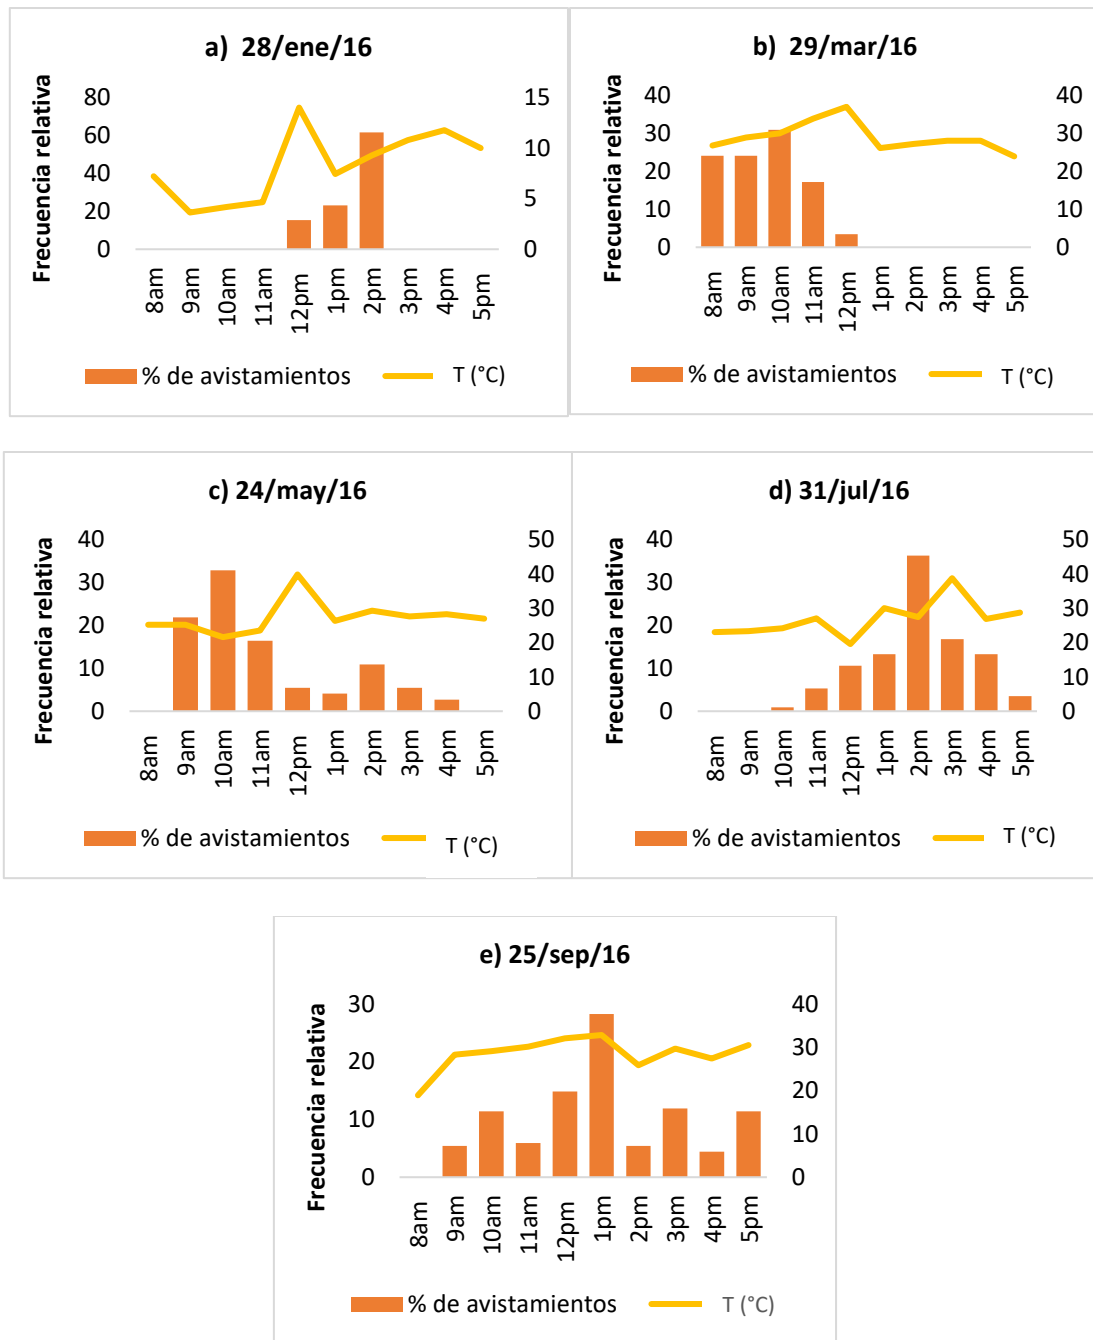 a) 28/ene/16
Frecuencia relativa
80
60
40
20
0
15
10
5
0
8am
9am
10am
11am
12pm
1pm
2pm
3pm
4pm
5pm
% de avistamientos
T (°C)
b) 29/mar/16
Frecuencia relativa
40
30
20
10
0
40
30
20
10
0
8am
9am
10am
11am
12pm
1pm
2pm
3pm
4pm
5pm
% de avistamientos
T (°C)
c) 24/may/16
Frecuencia relativa
40
30
20
10
0
50
40
30
20
10
0
8am
9am
10am
11am
12pm
1pm
2pm
3pm
4pm
5pm
% de avistamientos
T (°C)
d) 31/jul/16
Frecuencia relativa
40
30
20
10
0
50
40
30
20
10
0
8am
9am
10am
11am
12pm
1pm
2pm
3pm
4pm
5pm
% de avistamientos
T (°C)
e) 25/sep/16
Frecuencia relativa
30
20
10
0
40
30
20
10
0
8am
9am
10am
11am
12pm
1pm
2pm
3pm
4pm
5pm
% de avistamientos
T (°C)